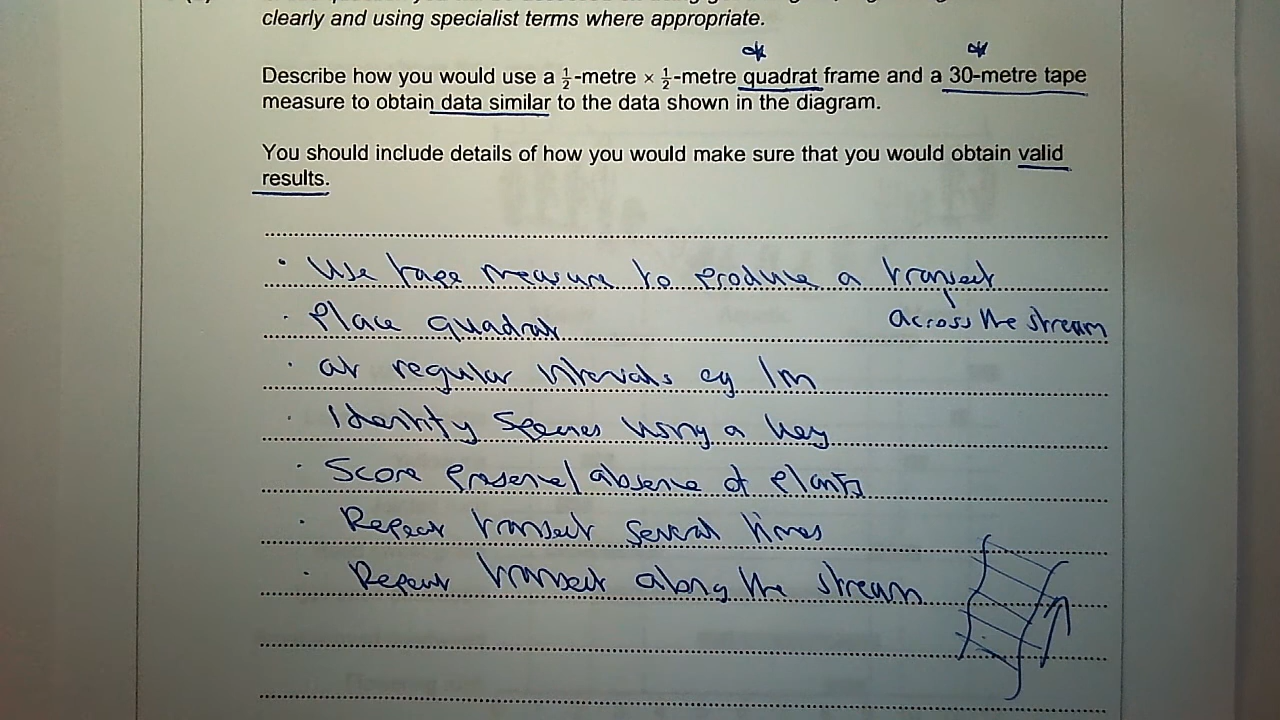 clearly and using specialist terms where appropriate.
Describe how you would use a ½-metre × ½-metre quadrat frame and a 30-metre tape
measure to obtain data similar to the data shown in the diagram.
You should include details of how you would make sure that you would obtain valid
results.
• Use tape measure to produce a transect
across the stream
· Place quadrat
· at regular intervals eg 1m
· Identify species using a key
· Score presence/absence of plants
· Repeat transect several times
· Repeat transect along the stream